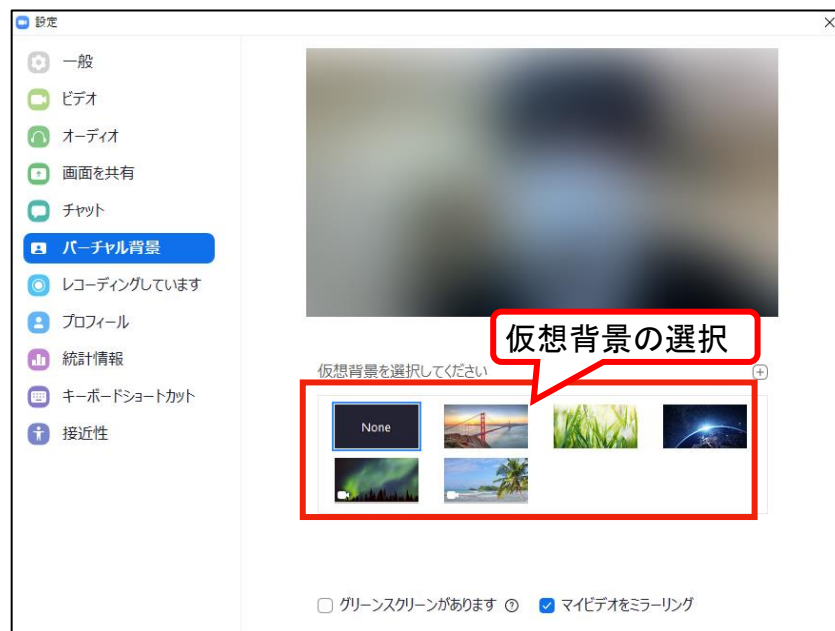 設定
一般
ビデオ
オーディオ
画面を共有
チャット
バーチャル背景
レコーディングしています
プロフィール
統計情報
キーボードショートカット
接近性
仮想背景の選択
仮想背景を選択してください
None
グリーンスクリーンがあります
マイビデオをミラーリング